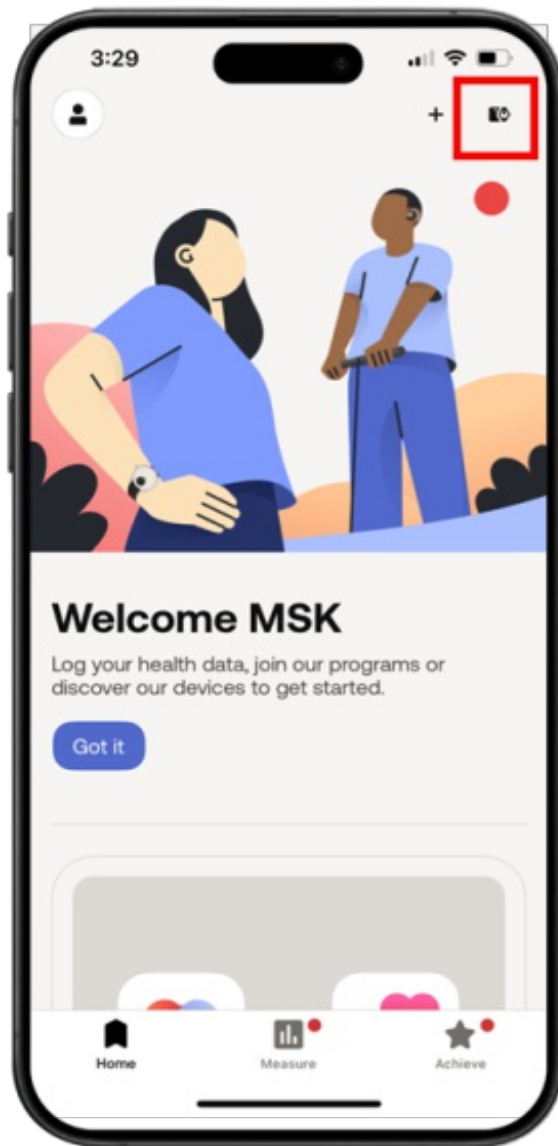 3:29
Welcome MSK
Log your health data, join our programs or
discover our devices to get started.
Got it
Home
Measure
Achieve